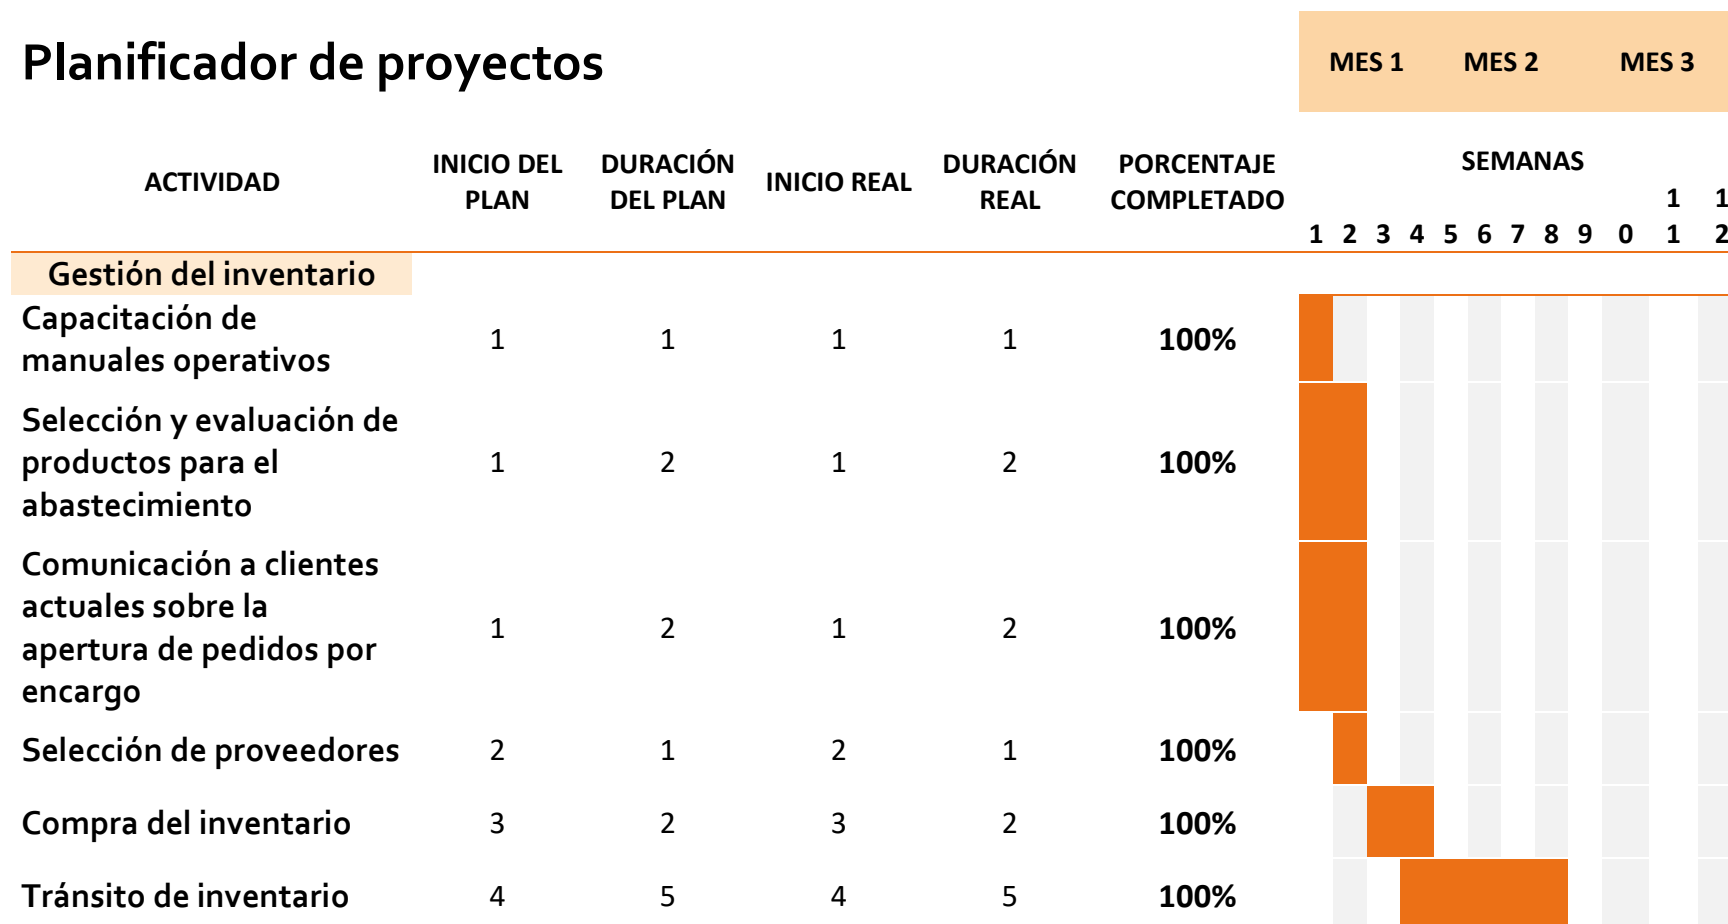 Planificador de proyectos
MES 1 MES 2 MES 3
ACTIVIDAD
INICIO DEL
PLAN
DURACIÓN
DEL PLAN
INICIO REAL
DURACIÓN
REAL
PORCENTAJE
COMPLETADO
SEMANAS
1 1
1 2 3 4 5 6 7 8 9 0 1 2
Gestión del inventario
Capacitación de
manuales operativos
1 1 1 1 100%
Selección y evaluación de
productos para el
abastecimiento
1 2 1 2 100%
Comunicación a clientes
actuales sobre la
apertura de pedidos por
encargo
1 2 1 2 100%
Selección de proveedores 2 1 2 1 100%
Compra del inventario 3 2 3 2 100%
Tránsito de inventario 4 5 4 5 100%